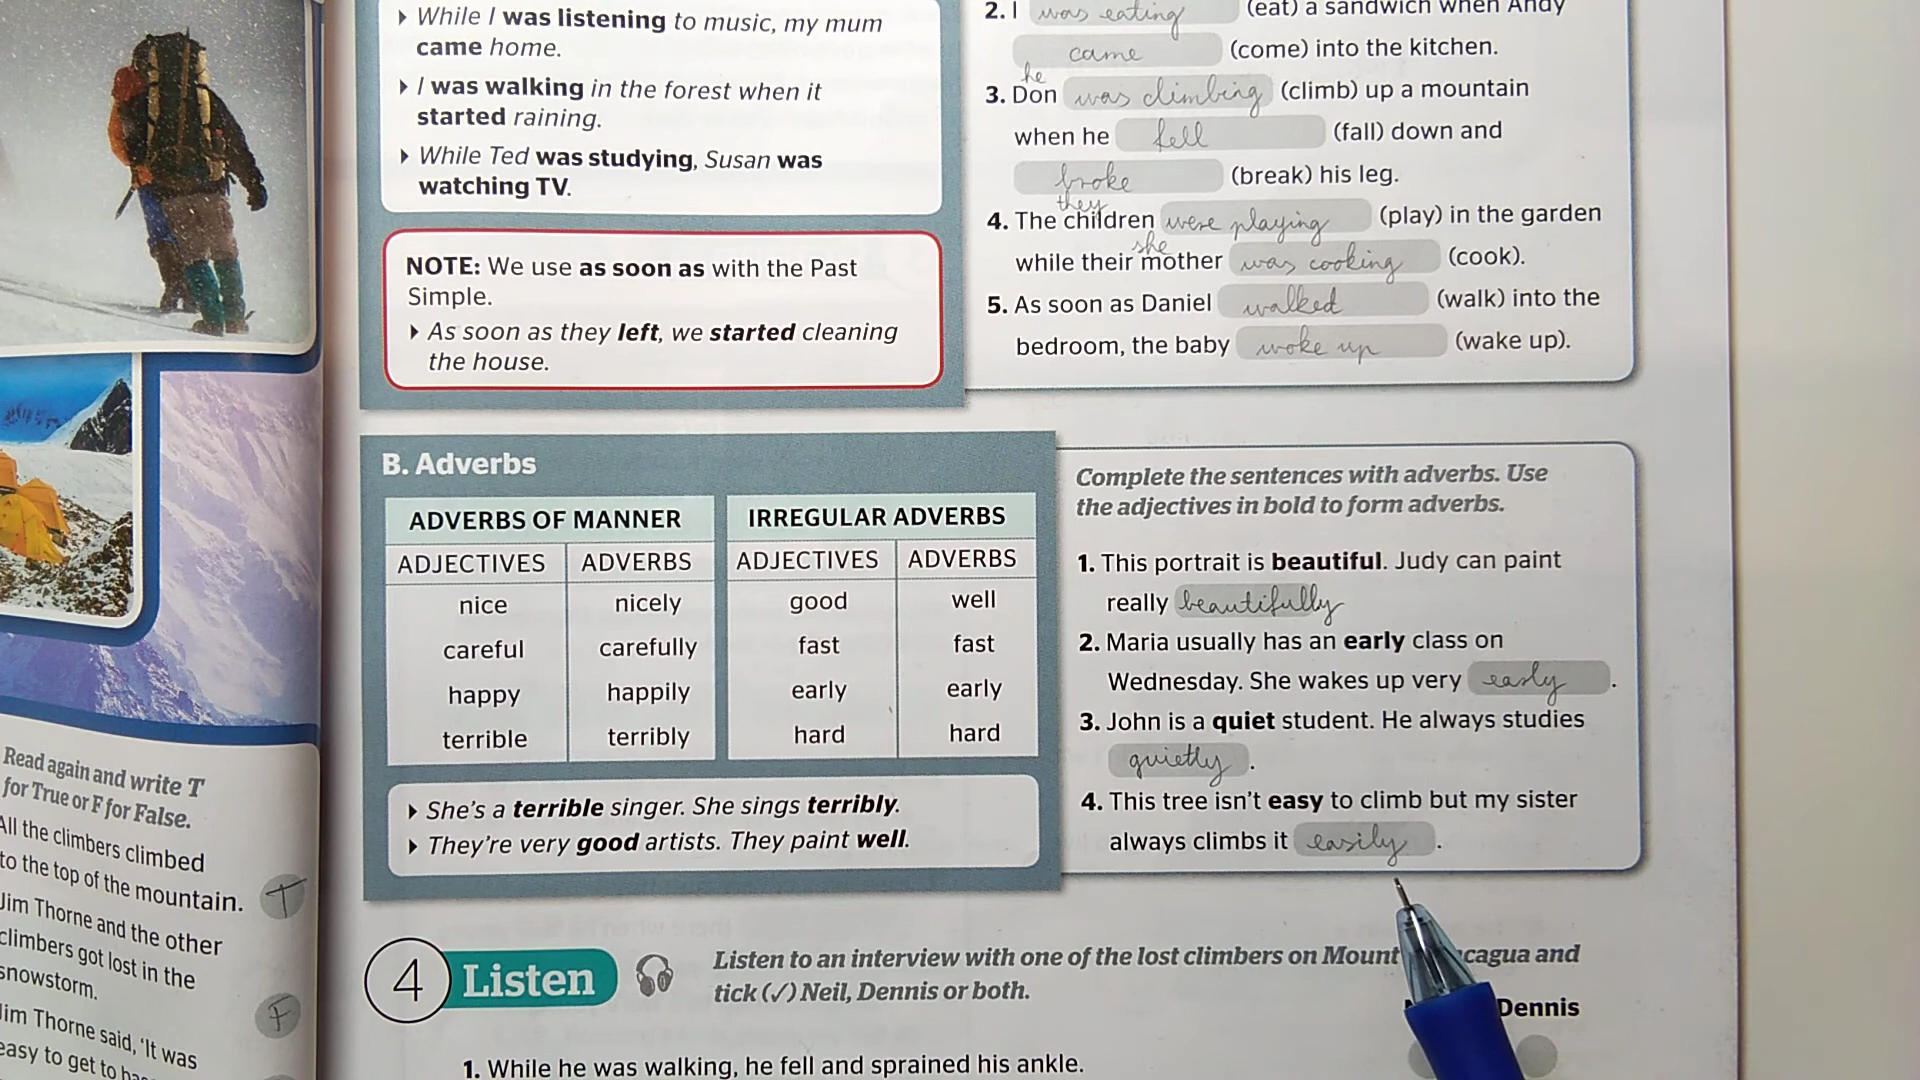 ▸ While I was listening to music, my mum
came home.
▸ I was walking in the forest when it
started raining.
▸ While Ted was studying, Susan was
watching TV.
NOTE: We use as soon as with the Past
Simple.
▸ As soon as they left, we started cleaning
the house.
2. I was eating (eat) a sandwich when Andy
came (come) into the kitchen.
he
3. Don was climbing (climb) up a mountain
when he fell (fall) down and
broke (break) his leg.
they
4. The children were playing (play) in the garden
she
while their mother was cooking (cook).
5. As soon as Daniel walked (walk) into the
bedroom, the baby woke up (wake up).
B. Adverbs
ADVERBS OF MANNER
ADJECTIVES ADVERBS
nice nicely
careful carefully
happy happily
terrible terribly
IRREGULAR ADVERBS
ADJECTIVES ADVERBS
good well
fast fast
early early
hard hard
▸ She's a terrible singer. She sings terribly.
▸ They're very good artists. They paint well.
Complete the sentences with adverbs. Use
the adjectives in bold to form adverbs.
1. This portrait is beautiful. Judy can paint
really beautifully
2. Maria usually has an early class on
Wednesday. She wakes up very early.
3. John is a quiet student. He always studies
quietly.
4. This tree isn't easy to climb but my sister
always climbs it easily.
Read again and write T
for True or F for False.
All the climbers climbed
to the top of the mountain. T
Jim Thorne and the other
climbers got lost in the
snowstorm. F
Jim Thorne said, 'It was
easy to get to
4 Listen
Listen to an interview with one of the lost climbers on Mount cagua and
tick (✓) Neil, Dennis or both.
Dennis
1. While he was walking, he fell and sprained his ankle.